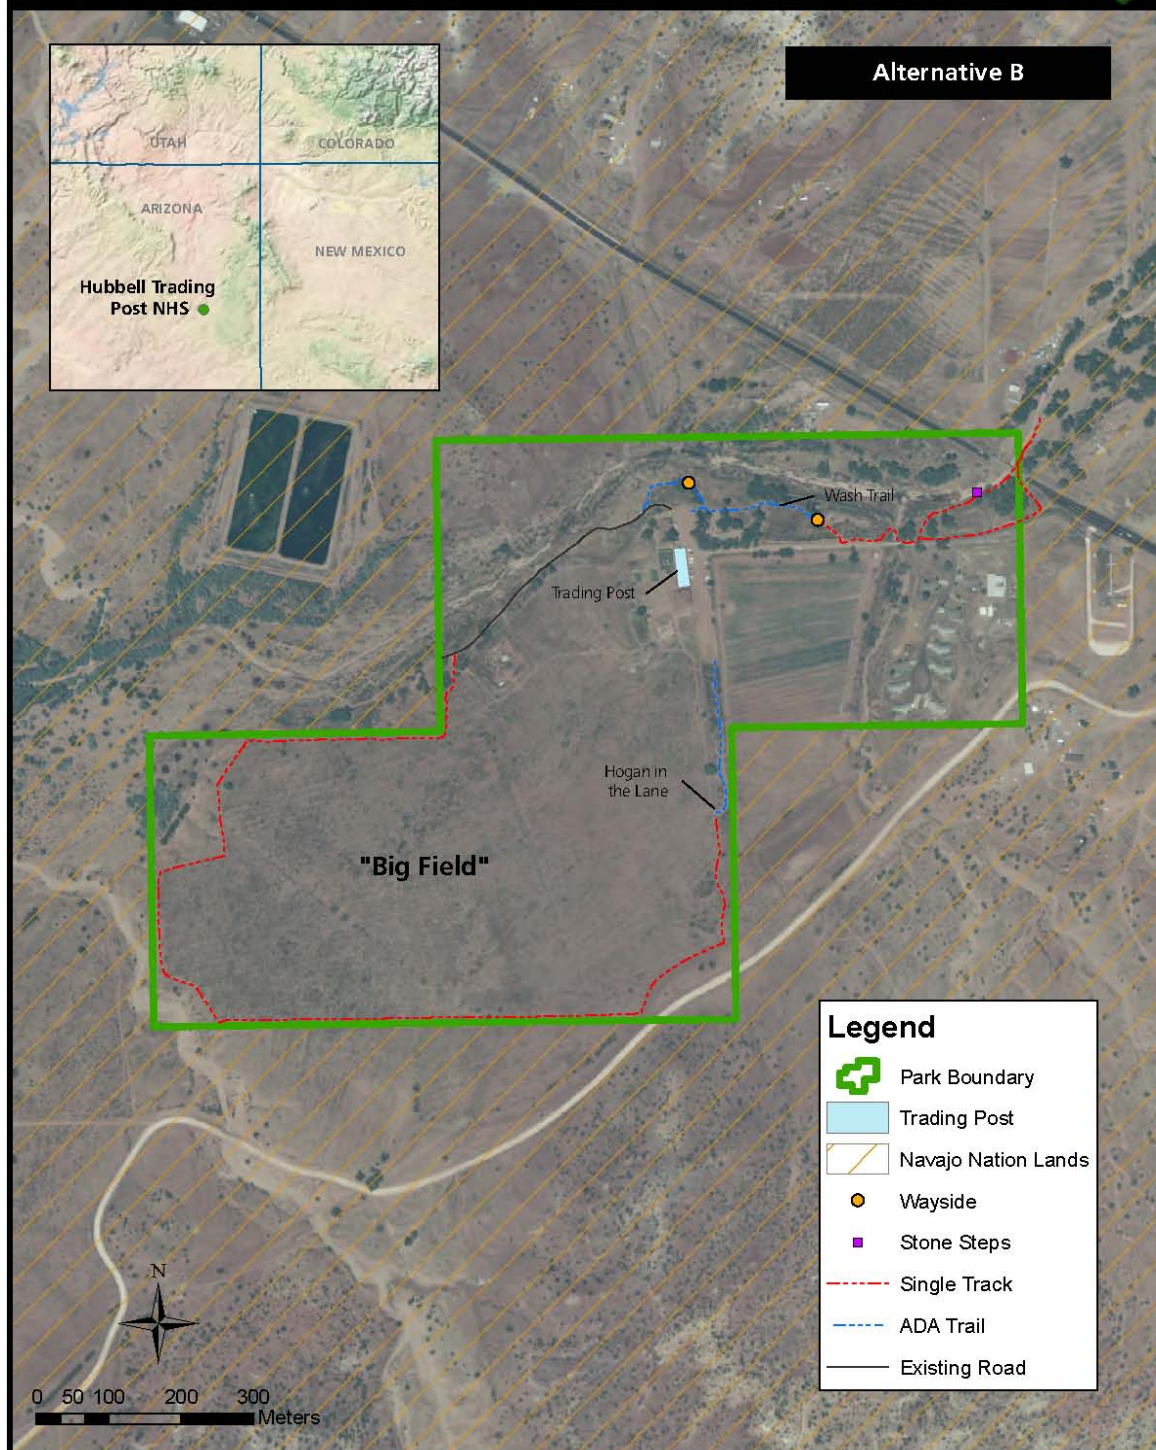 Alternative B
UTAH
COLORADO
ARIZONA
NEW MEXICO
Hubbell Trading
Post NHS
Wash Trail
Trading Post
Hogan in
the Lane
"Big Field"
Legend
Park Boundary
Trading Post
Navajo Nation Lands
Wayside
Stone Steps
Single Track
ADA Trail
Existing Road
N
0 50 100 200 300
Meters